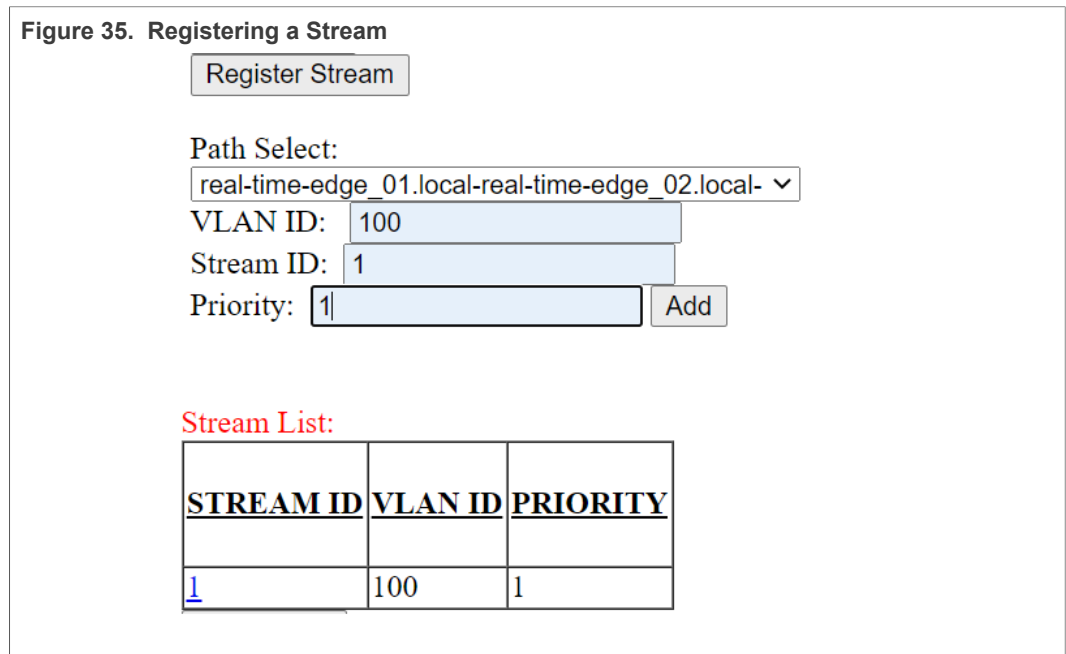 Figure 35. Registering a Stream
Register Stream
Path Select:
real-time-edge_01.local-real-time-edge_02.local-
VLAN ID: 100
Stream ID: 1
Priority: 1 Add
Stream List:
STREAM ID VLAN ID PRIORITY
1 100 1